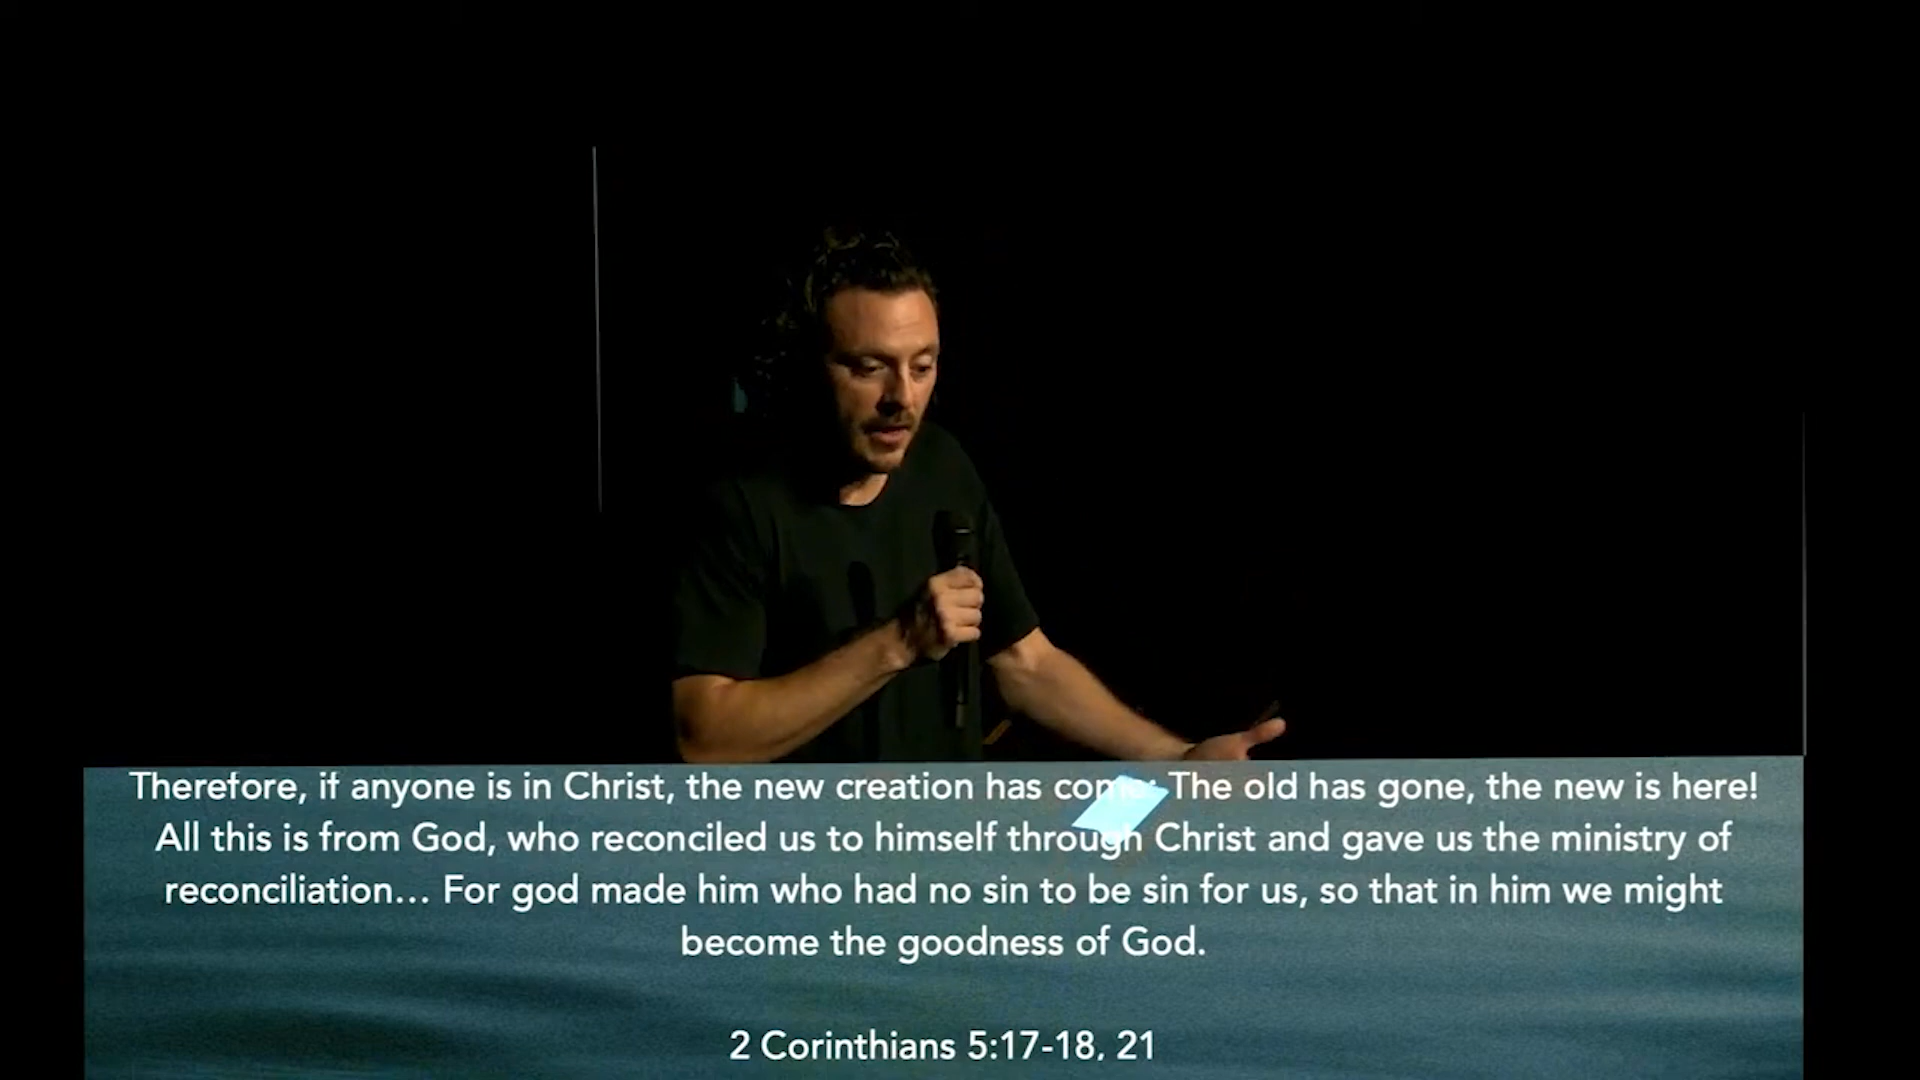 Therefore, if anyone is in Christ, the new creation has come: The old has gone, the new is here!
All this is from God, who reconciled us to himself through Christ and gave us the ministry of
reconciliation… For god made him who had no sin to be sin for us, so that in him we might
become the goodness of God.
2 Corinthians 5:17-18, 21